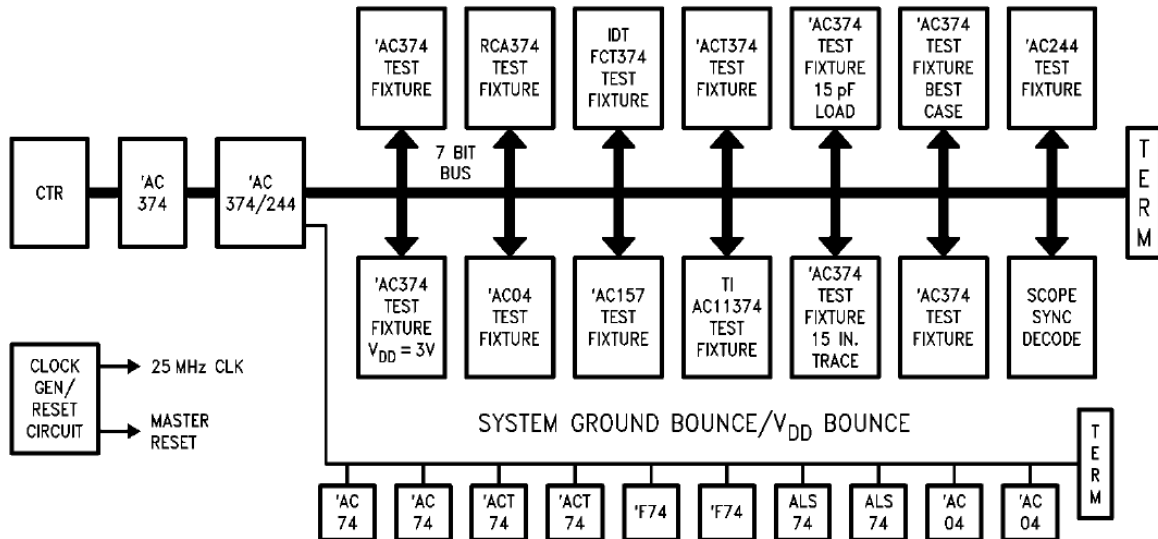 'AC374
TEST
FIXTURE
RCA374
TEST
FIXTURE
IDT
FCT374
TEST
FIXTURE
'ACT374
TEST
FIXTURE
'AC374
TEST
FIXTURE
15 pF
LOAD
'AC374
TEST
FIXTURE
BEST
CASE
'AC244
TEST
FIXTURE
CTR
'AC
374
'AC
374/244
7 BIT
BUS
TERM
'AC374
TEST
FIXTURE
VDD = 3V
'AC04
TEST
FIXTURE
'AC157
TEST
FIXTURE
TI
AC11374
TEST
FIXTURE
'AC374
TEST
FIXTURE
15 IN.
TRACE
'AC374
TEST
FIXTURE
SCOPE
SYNC
DECODE
CLOCK
GEN/
RESET
CIRCUIT
25 MHz CLK
MASTER
RESET
SYSTEM GROUND BOUNCE/VDD BOUNCE
TERM
'AC
74
'AC
74
'ACT
74
'ACT
74
'F74
'F74
ALS
74
ALS
74
'AC
04
'AC
04